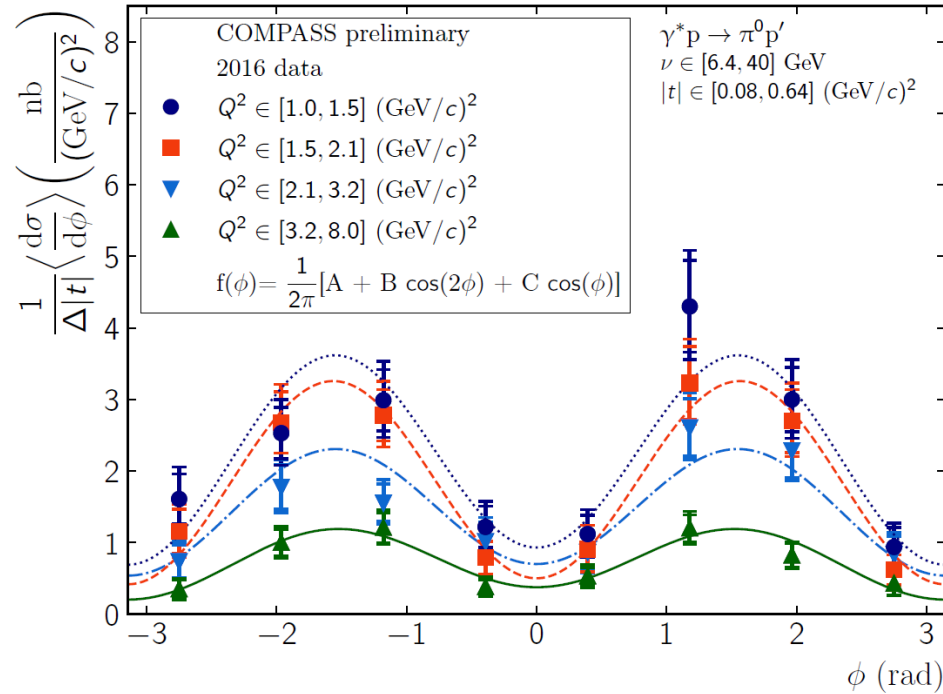 1/Δ|t| ⟨dσ/dϕ⟩ (nb/(GeV/c)²)
8
7
6
5
4
3
2
1
0
COMPASS preliminary
2016 data
Q² ∈ [1.0, 1.5] (GeV/c)²
Q² ∈ [1.5, 2.1] (GeV/c)²
Q² ∈ [2.1, 3.2] (GeV/c)²
Q² ∈ [3.2, 8.0] (GeV/c)²
f(ϕ)= 1/2π [A + B cos(2ϕ) + C cos(ϕ)]
γ*p → π⁰p′
ν ∈ [6.4, 40] GeV
|t| ∈ [0.08, 0.64] (GeV/c)²
−3 −2 −1 0 1 2 3
ϕ (rad)